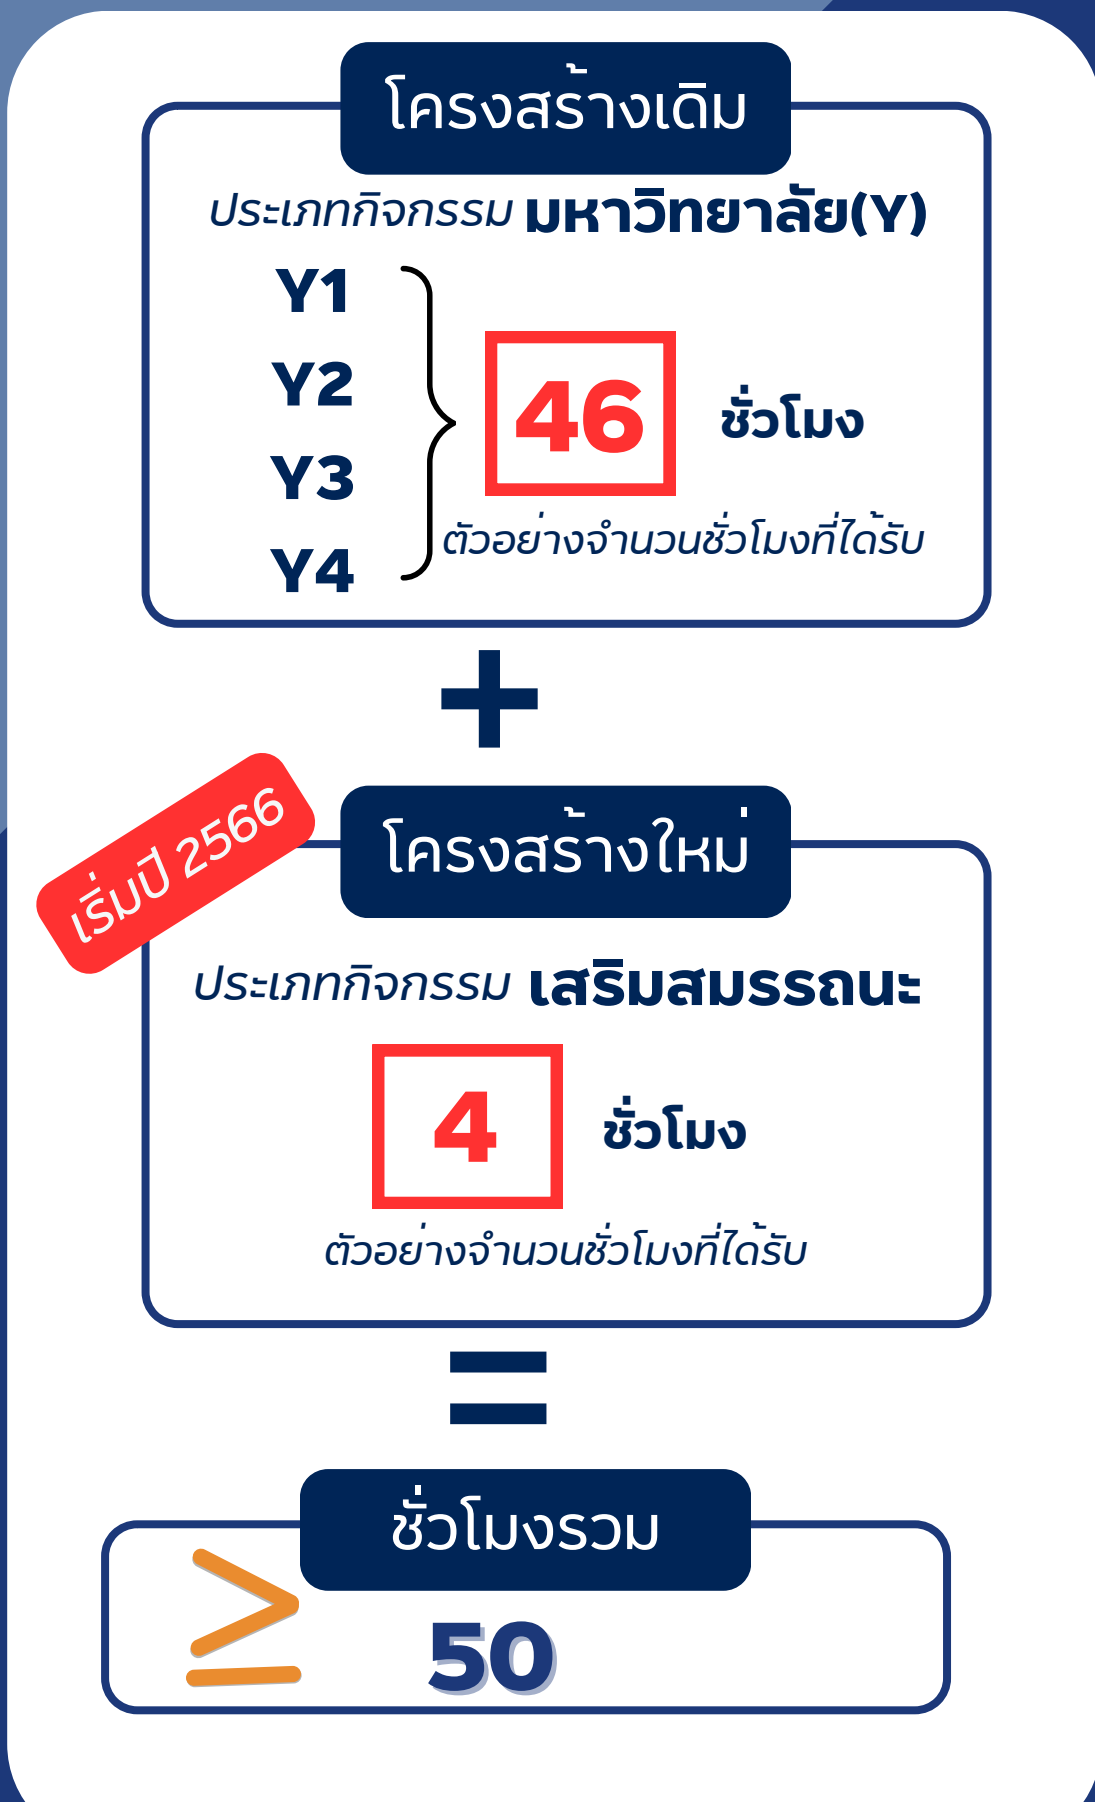 โครงสร้างเดิม
ประเภทกิจกรรม มหาวิทยาลัย(Y)
Y1
Y2
Y3
Y4
46 ชั่วโมง
ตัวอย่างจำนวนชั่วโมงที่ได้รับ
+
เริ่มปี 2566
โครงสร้างใหม่
ประเภทกิจกรรม เสริมสมรรถนะ
4 ชั่วโมง
ตัวอย่างจำนวนชั่วโมงที่ได้รับ
=
ชั่วโมงรวม
≥ 50